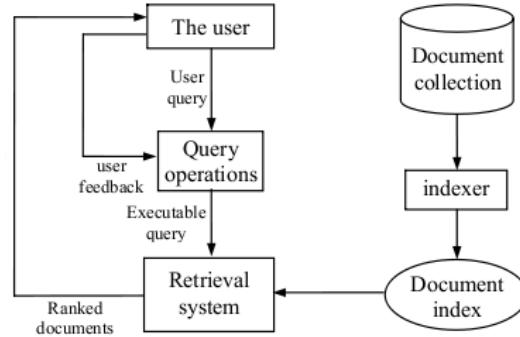 The user
User
query
user
feedback
Query
operations
Executable
query
Retrieval
system
Ranked
documents
Document
collection
indexer
Document
index